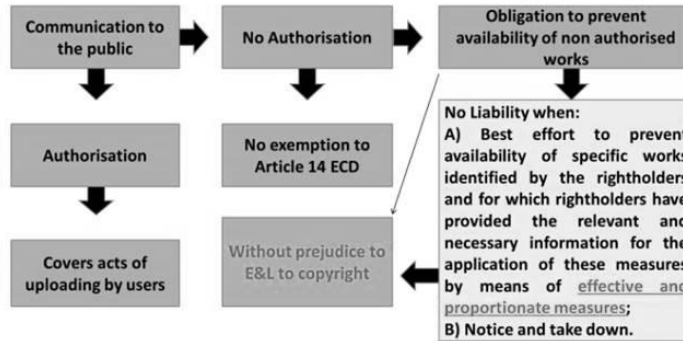 Communication to
the public
No Authorisation
Obligation to prevent
availability of non authorised
works
Authorisation
No exemption to
Article 14 ECD
No Liability when:
A) Best effort to prevent
availability of specific works
identified by the rightholders
and for which rightholders have
provided the relevant and
necessary information for the
application of these measures
by means of effective and
proportionate measures;
B) Notice and take down.
Covers acts of
uploading by users
Without prejudice to
E&L to copyright